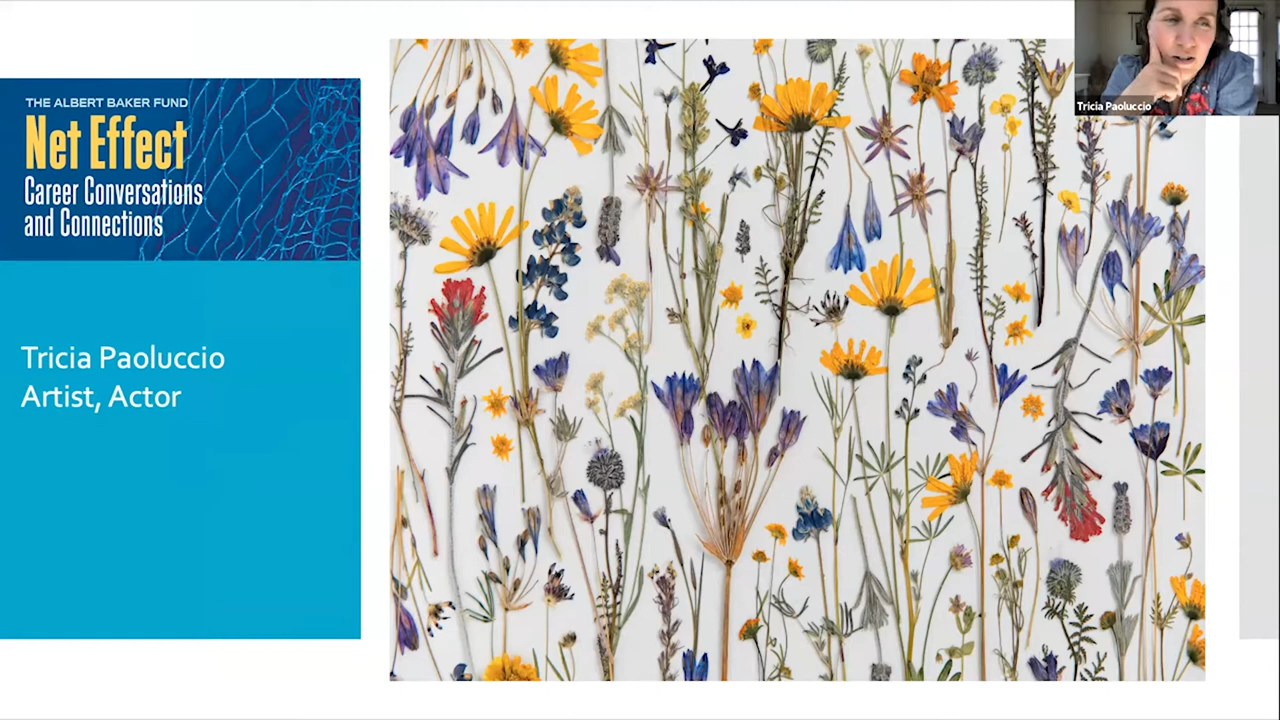 THE ALBERT BAKER FUND
Net Effect
Career Conversations
and Connections
Tricia Paoluccio
Artist, Actor
Tricia Paoluccio